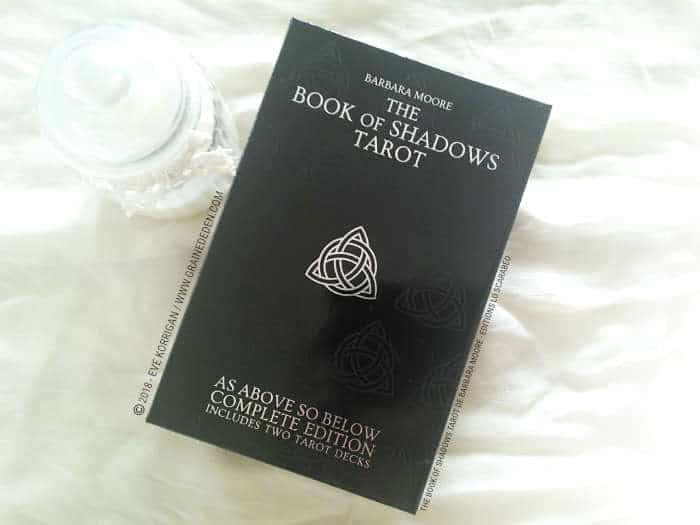 BARBARA MOORE
THE
BOOK OF SHADOWS
TAROT
AS ABOVE SO BELOW
COMPLETE EDITION
INCLUDES TWO TAROT DECKS
© 2018 - EVE KORRIGAN / WWW.GRAINEDEDEN.COM
THE BOOK OF SHADOWS TAROT DE BARBARA MOORE - EDITIONS LO SCARABEO